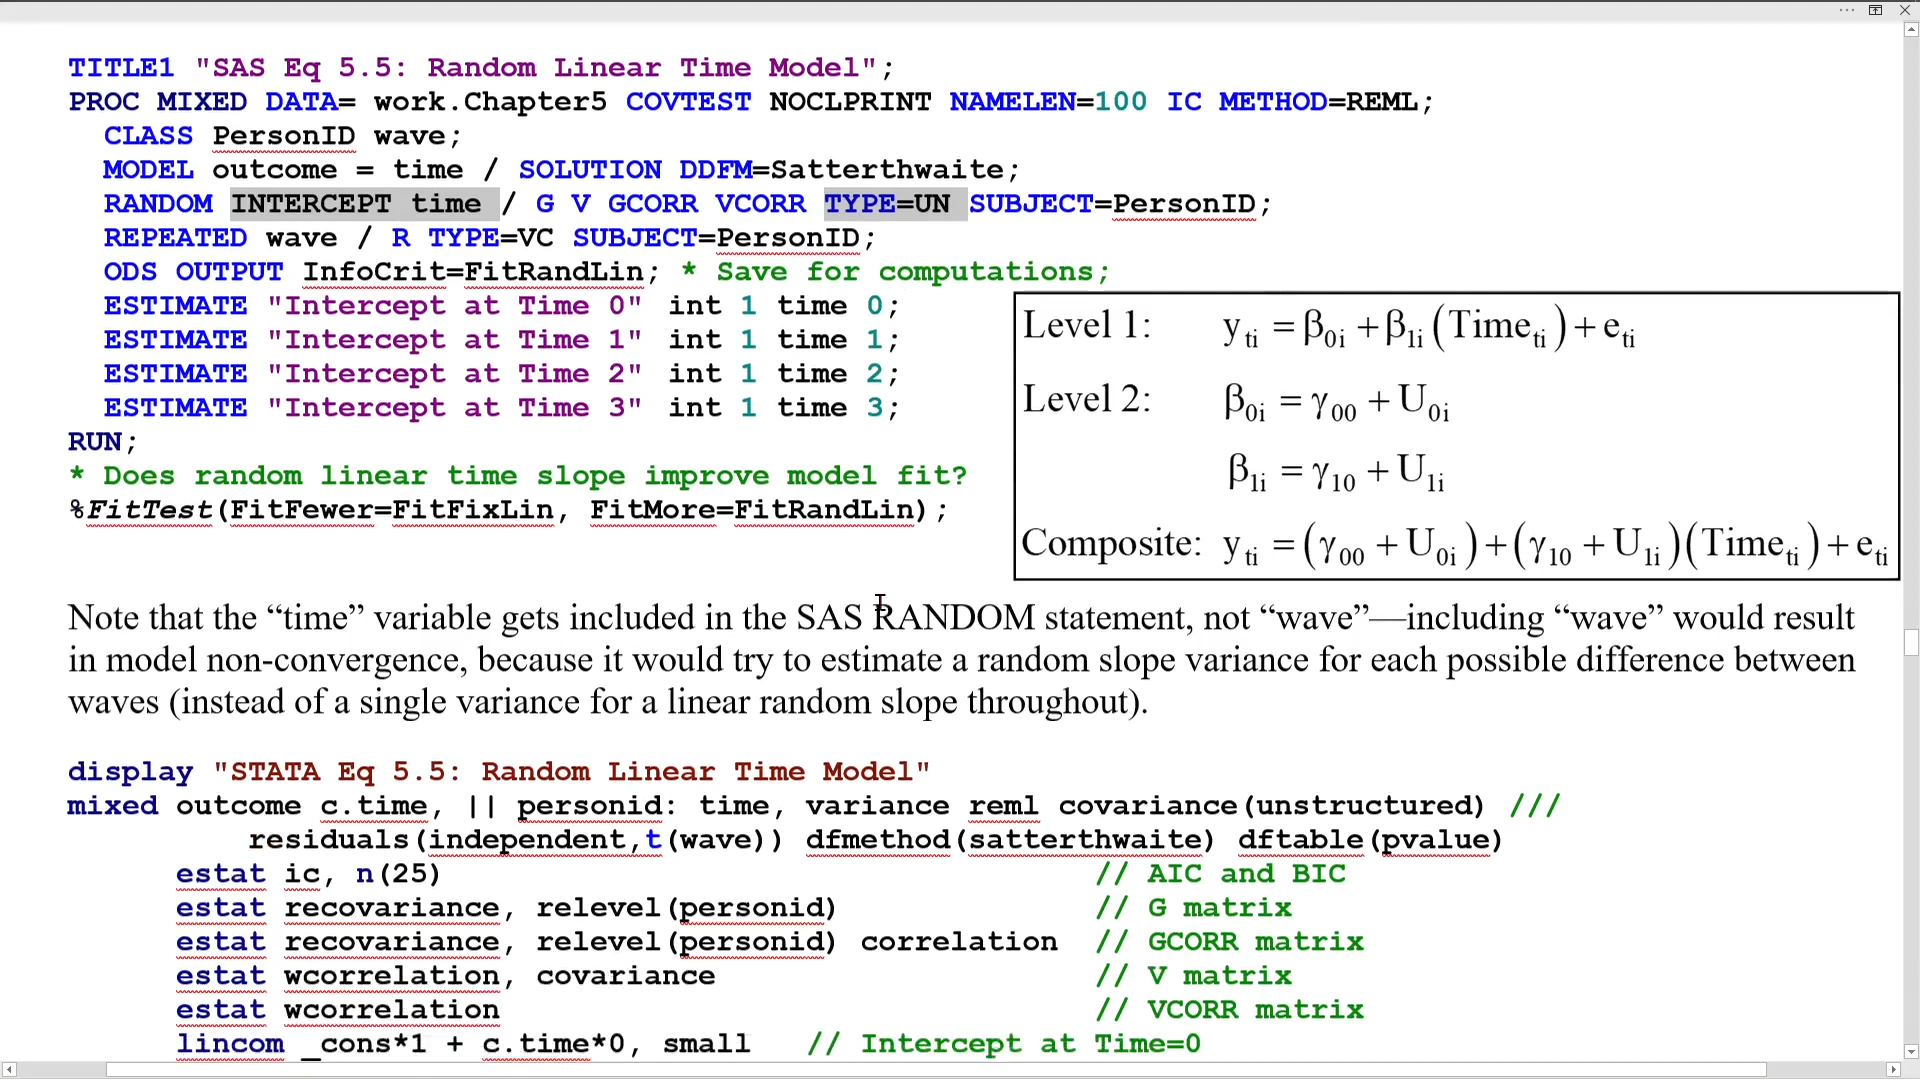 TITLE1 "SAS Eq 5.5: Random Linear Time Model";
PROC MIXED DATA= work.Chapter5 COVTEST NOCLPRINT NAMELEN=100 IC METHOD=REML;
CLASS PersonID wave;
MODEL outcome = time / SOLUTION DDFM=Satterthwaite;
RANDOM INTERCEPT time / G V GCORR VCORR TYPE=UN SUBJECT=PersonID;
REPEATED wave / R TYPE=VC SUBJECT=PersonID;
ODS OUTPUT InfoCrit=FitRandLin; * Save for computations;
ESTIMATE "Intercept at Time 0" int 1 time 0;
ESTIMATE "Intercept at Time 1" int 1 time 1;
ESTIMATE "Intercept at Time 2" int 1 time 2;
ESTIMATE "Intercept at Time 3" int 1 time 3;
RUN;
* Does random linear time slope improve model fit?
%FitTest(FitFewer=FitFixLin, FitMore=FitRandLin);
Level 1: y_ti = β_0i + β_1i (Time_ti) + e_ti
Level 2: β_0i = γ_00 + U_0i
β_1i = γ_10 + U_1i
Composite: y_ti = (γ_00 + U_0i) + (γ_10 + U_1i)(Time_ti) + e_ti
Note that the “time” variable gets included in the SAS RANDOM statement, not “wave”—including “wave” would result
in model non-convergence, because it would try to estimate a random slope variance for each possible difference between
waves (instead of a single variance for a linear random slope throughout).
display "STATA Eq 5.5: Random Linear Time Model"
mixed outcome c.time, || personid: time, variance reml covariance(unstructured) ///
residuals(independent,t(wave)) dfmethod(satterthwaite) dftable(pvalue)
estat ic, n(25) // AIC and BIC
estat recovariance, relevel(personid) // G matrix
estat recovariance, relevel(personid) correlation // GCORR matrix
estat wcorrelation, covariance // V matrix
estat wcorrelation // VCORR matrix
lincom _cons*1 + c.time*0, small // Intercept at Time=0